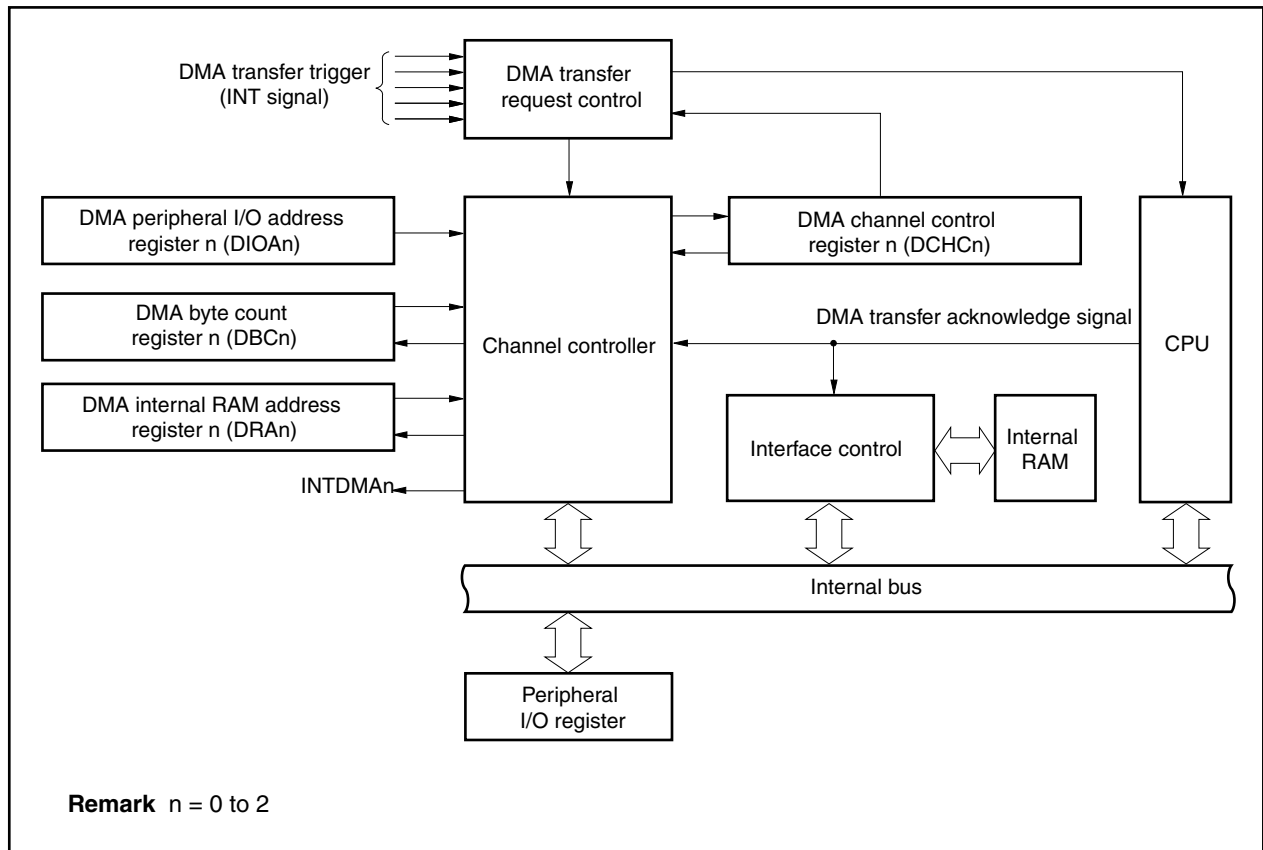 DMA transfer trigger
(INT signal)
DMA transfer
request control
DMA peripheral I/O address
register n (DIOAn)
DMA channel control
register n (DCHCn)
DMA byte count
register n (DBCn)
Channel controller
DMA transfer acknowledge signal
CPU
DMA internal RAM address
register n (DRAn)
Interface control
Internal
RAM
INTDMAn
Internal bus
Peripheral
I/O register
Remark n = 0 to 2